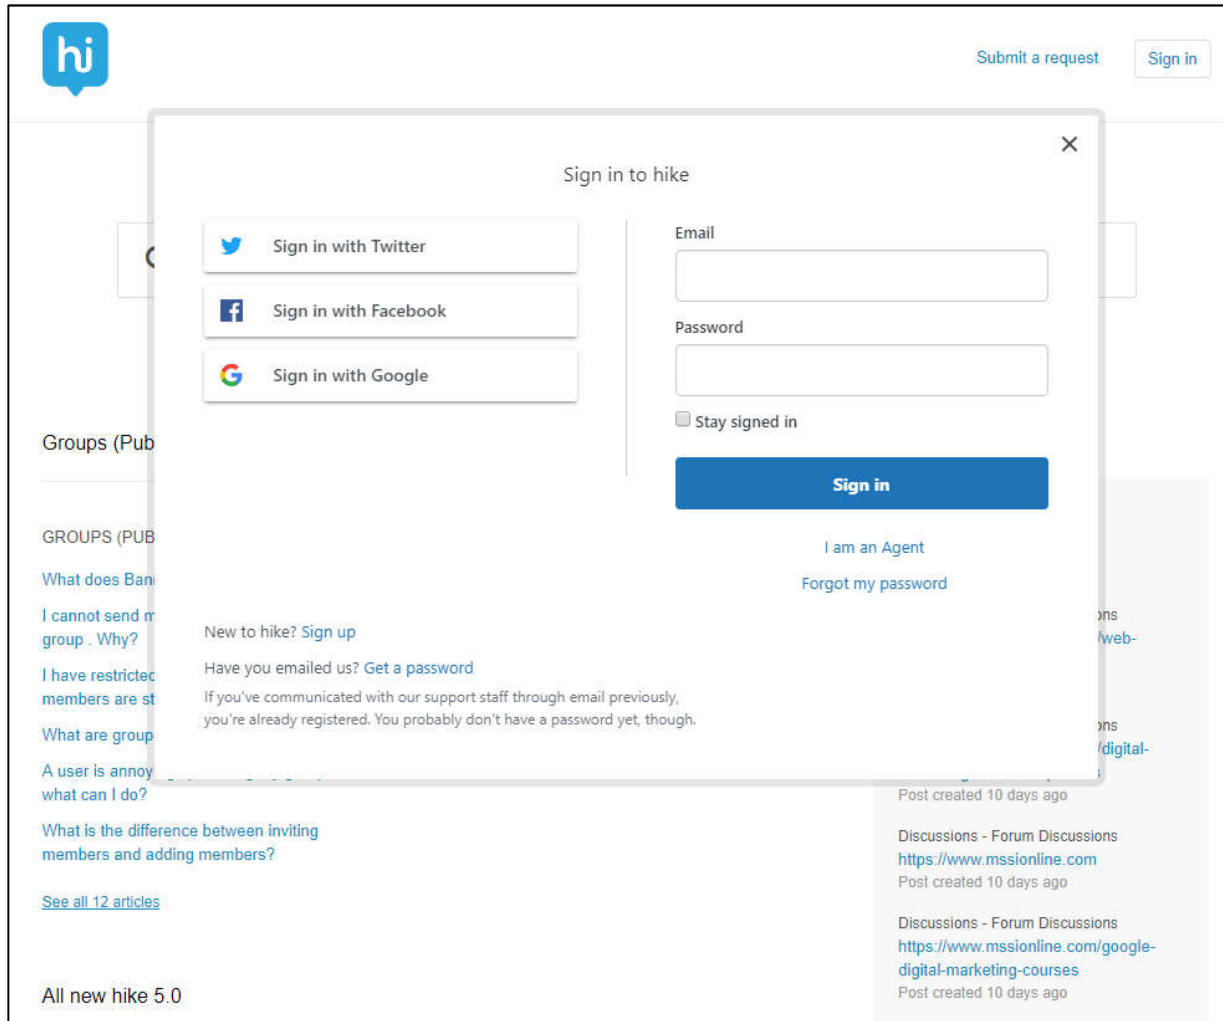 hi
Submit a request
Sign in
Sign in to hike
Sign in with Twitter
Sign in with Facebook
Sign in with Google
Email
Password
Stay signed in
Sign in
I am an Agent
Forgot my password
New to hike? Sign up
Have you emailed us? Get a password
If you've communicated with our support staff through email previously,
you're already registered. You probably don't have a password yet, though.
Groups (Pub
GROUPS (PUB
What does Ban
I cannot send
group . Why?
I have restricted
members are st
What are group
A user is annoy
what can I do?
What is the difference between inviting
members and adding members?
See all 12 articles
All new hike 5.0
ons
/web-
ons
/digital-
Post created 10 days ago
Discussions - Forum Discussions
https://www.mssionline.com
Post created 10 days ago
Discussions - Forum Discussions
https://www.mssionline.com/google-
digital-marketing-courses
Post created 10 days ago